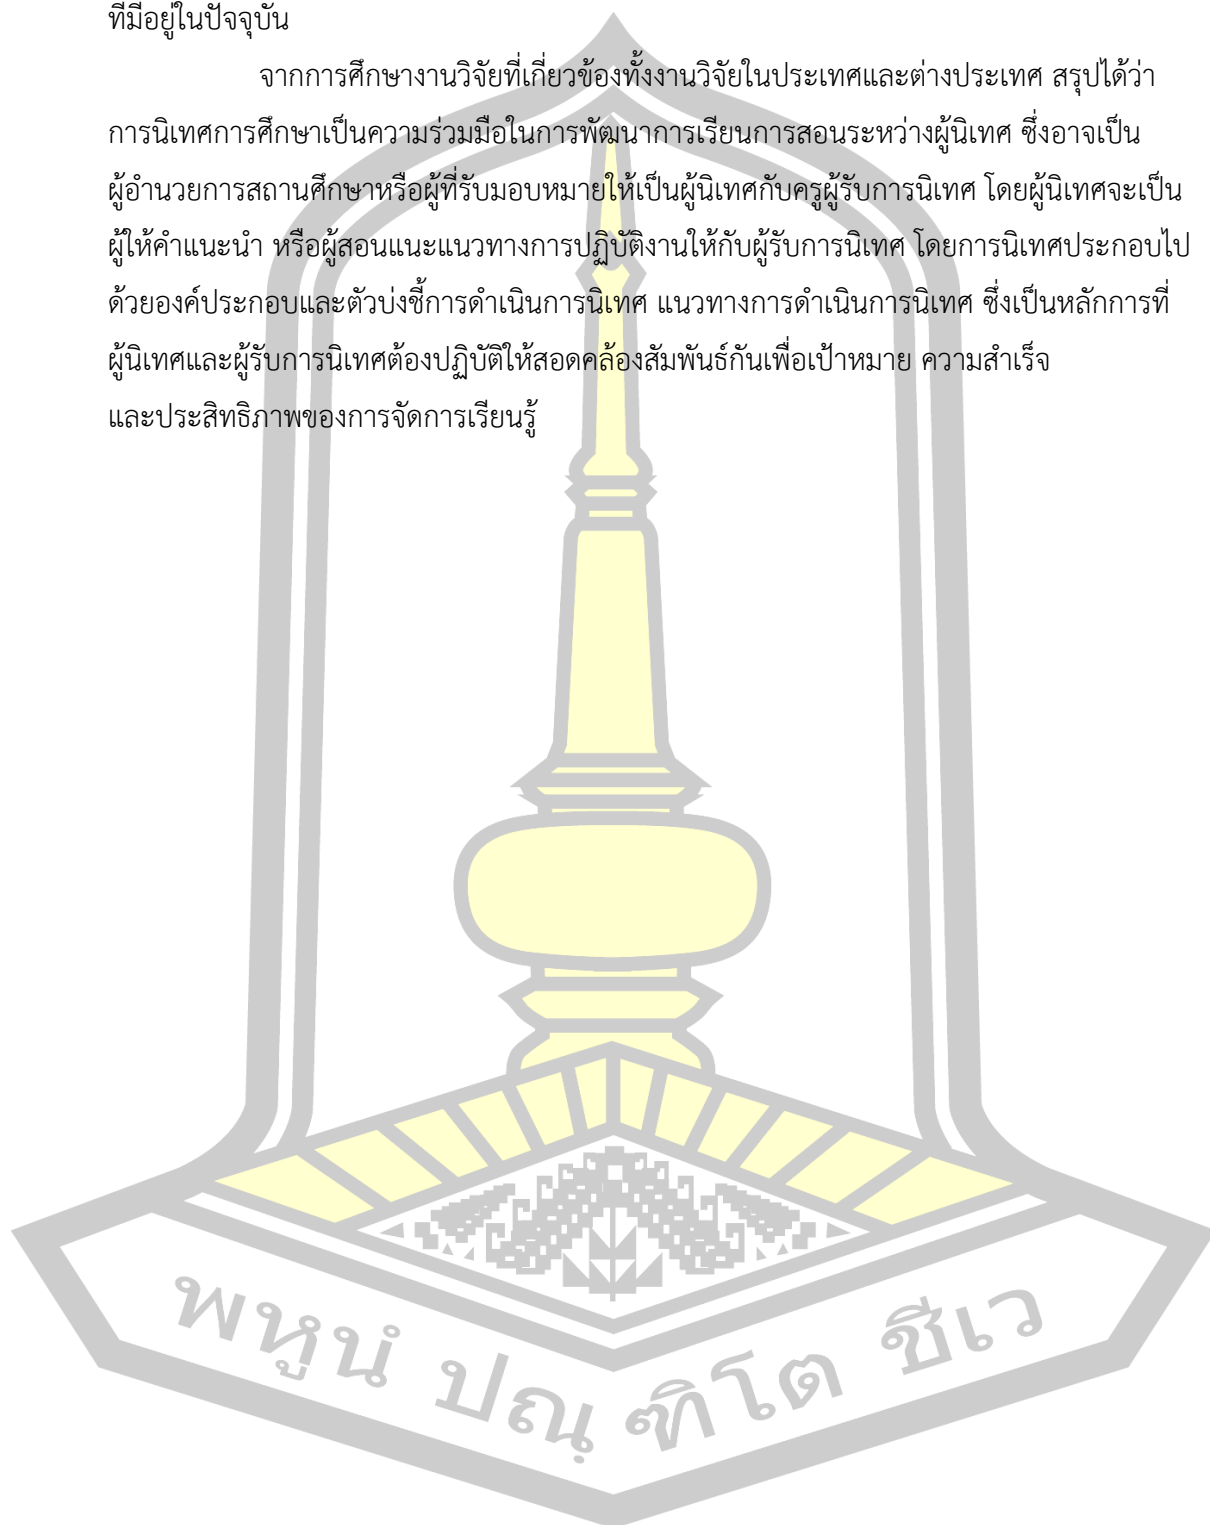 ที่มีอยู่ในปัจจุบัน
จากการศึกษางานวิจัยที่เกี่ยวข้องทั้งงานวิจัยในประเทศและต่างประเทศ สรุปได้ว่า
การนิเทศการศึกษาเป็นความร่วมมือในการพัฒนาการเรียนการสอนระหว่างผู้นิเทศ ซึ่งอาจเป็น
ผู้อำนวยการสถานศึกษาหรือผู้ที่รับมอบหมายให้เป็นผู้นิเทศกับครูผู้รับการนิเทศ โดยผู้นิเทศจะเป็น
ผู้ให้คำแนะนำ หรือผู้สอนแนะแนวทางการปฏิบัติงานให้กับผู้รับการนิเทศ โดยการนิเทศประกอบไป
ด้วยองค์ประกอบและตัวบ่งชี้การดำเนินการนิเทศ แนวทางการดำเนินการนิเทศ ซึ่งเป็นหลักการที่
ผู้นิเทศและผู้รับการนิเทศต้องปฏิบัติให้สอดคล้องสัมพันธ์กันเพื่อเป้าหมาย ความสำเร็จ
และประสิทธิภาพของการจัดการเรียนรู้
พหูนํ ปณฺ ฑิโต ชีเว